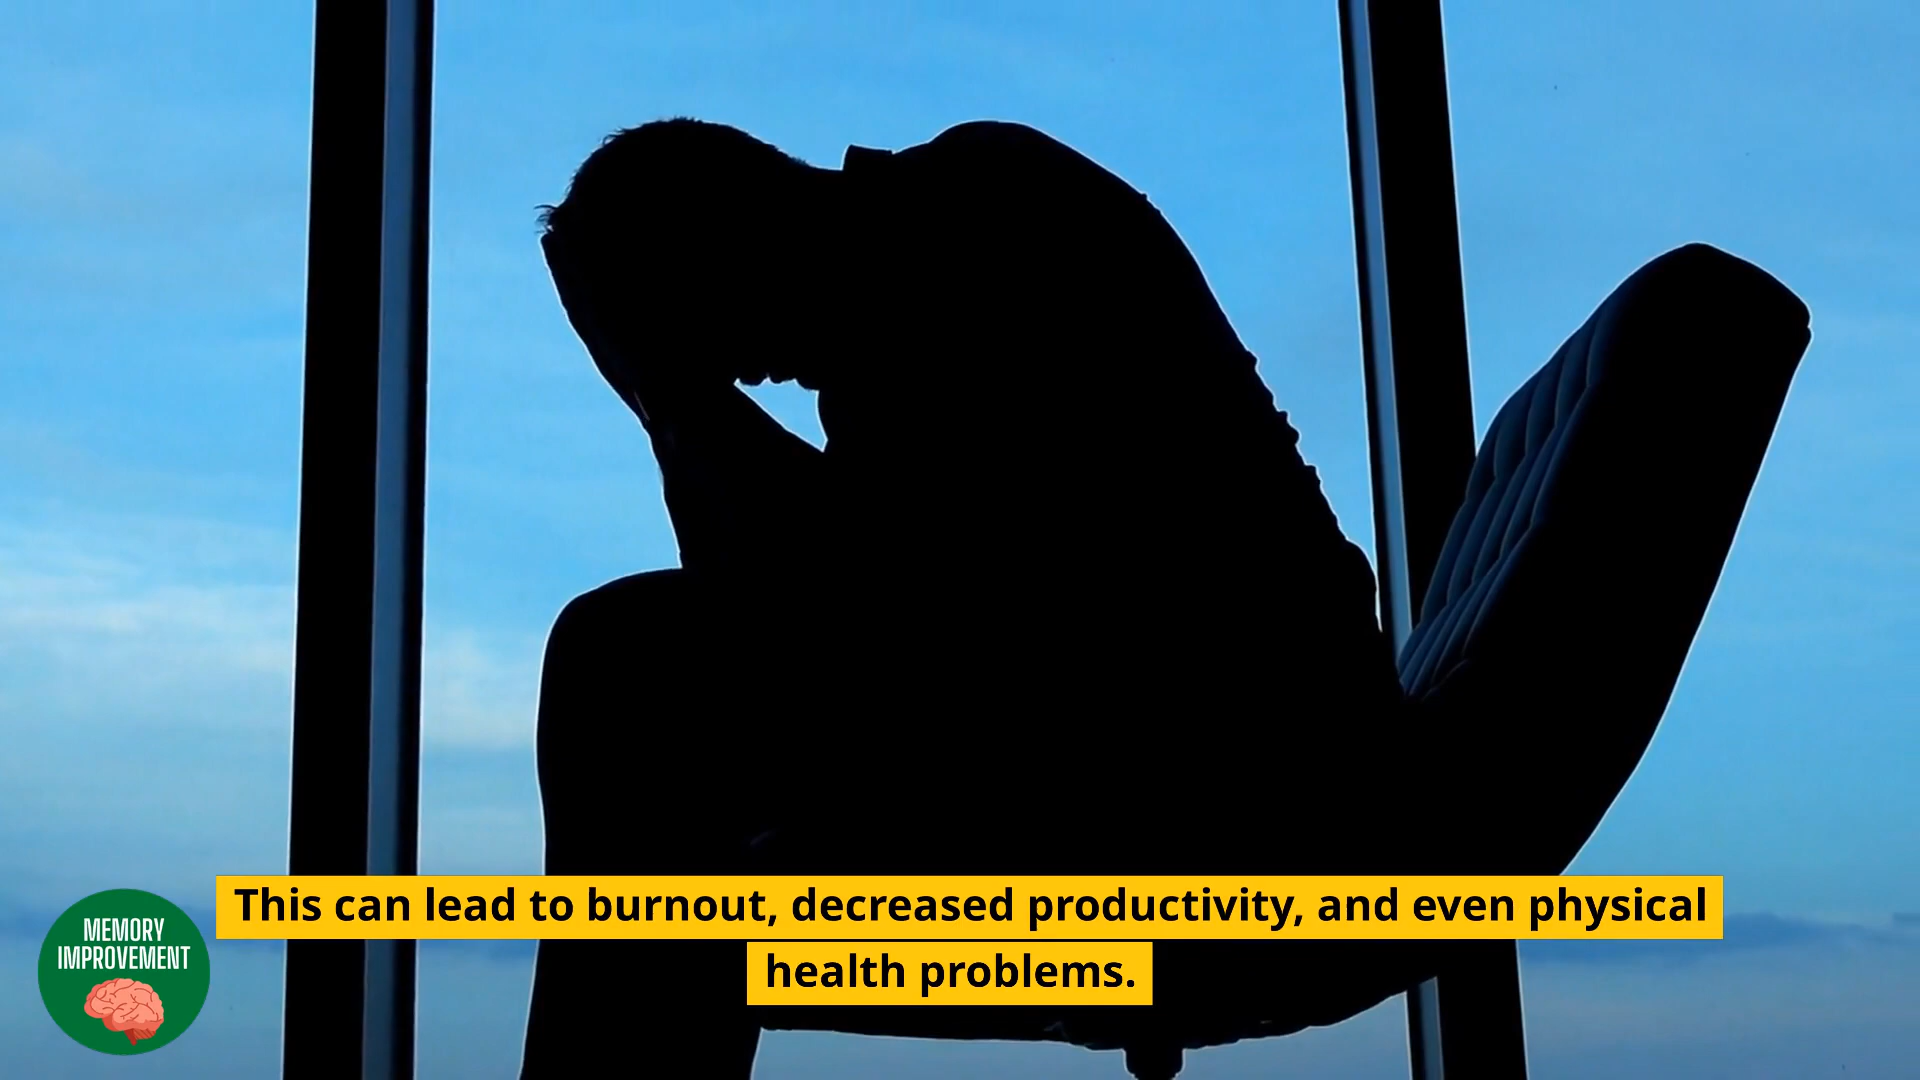 This can lead to burnout, decreased productivity, and even physical
health problems.
MEMORY
IMPROVEMENT